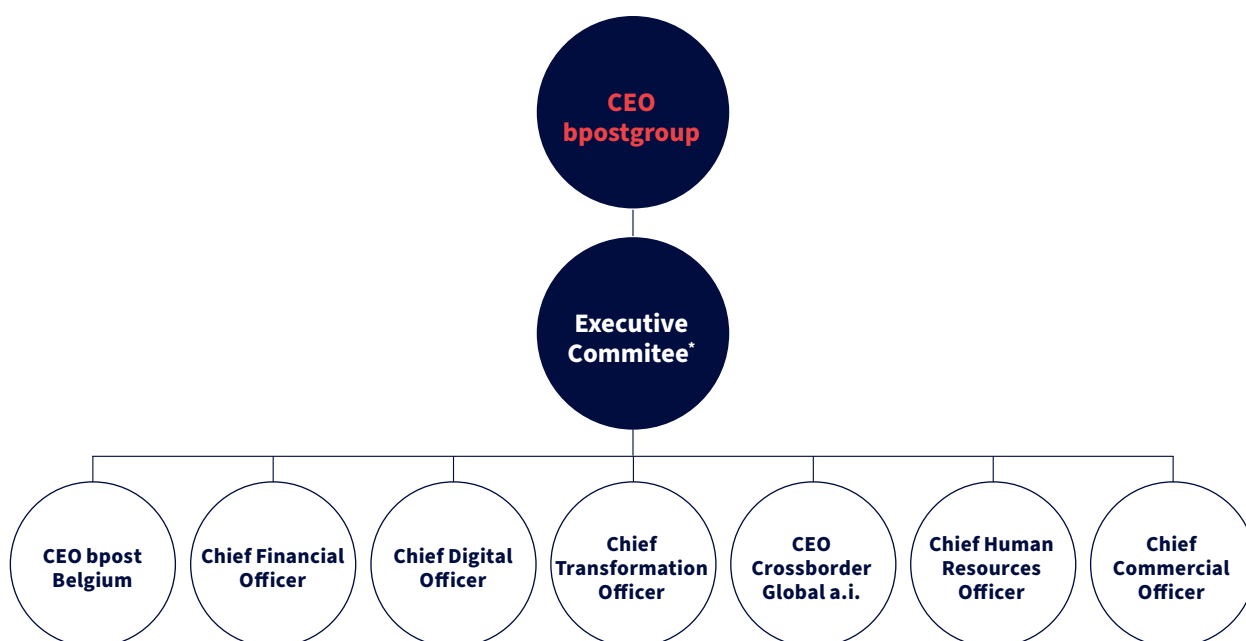 CEO
bpostgroup
Executive
Commitee*
CEO bpost
Belgium
Chief Financial
Officer
Chief Digital
Officer
Chief
Transformation
Officer
CEO
Crossborder
Global a.i.
Chief Human
Resources
Officer
Chief
Commercial
Officer